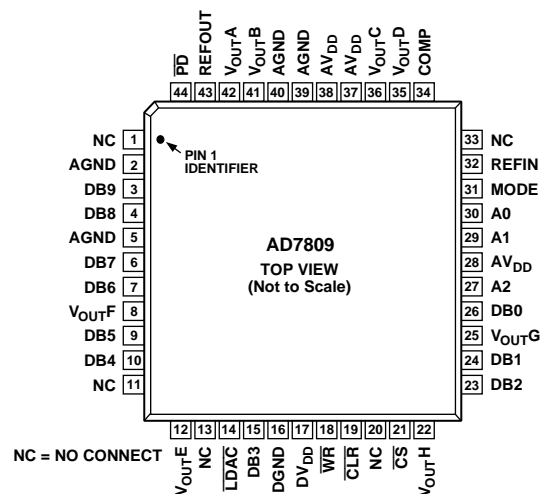 PD REFOUT VOUTA VOUTB AGND AGND AVDD AVDD VOUTC VOUTD COMP
44 43 42 41 40 39 38 37 36 35 34
NC 1
AGND 2
DB9 3
DB8 4
AGND 5
DB7 6
DB6 7
VOUTF 8
DB5 9
DB4 10
NC 11
PIN 1
IDENTIFIER
AD7809
TOP VIEW
(Not to Scale)
33 NC
32 REFIN
31 MODE
30 A0
29 A1
28 AVDD
27 A2
26 DB0
25 VOUTG
24 DB1
23 DB2
12 13 14 15 16 17 18 19 20 21 22
VOUTE NC LDAC DB3 DGND DVDD WR CLR NC CS VOUTH
NC = NO CONNECT